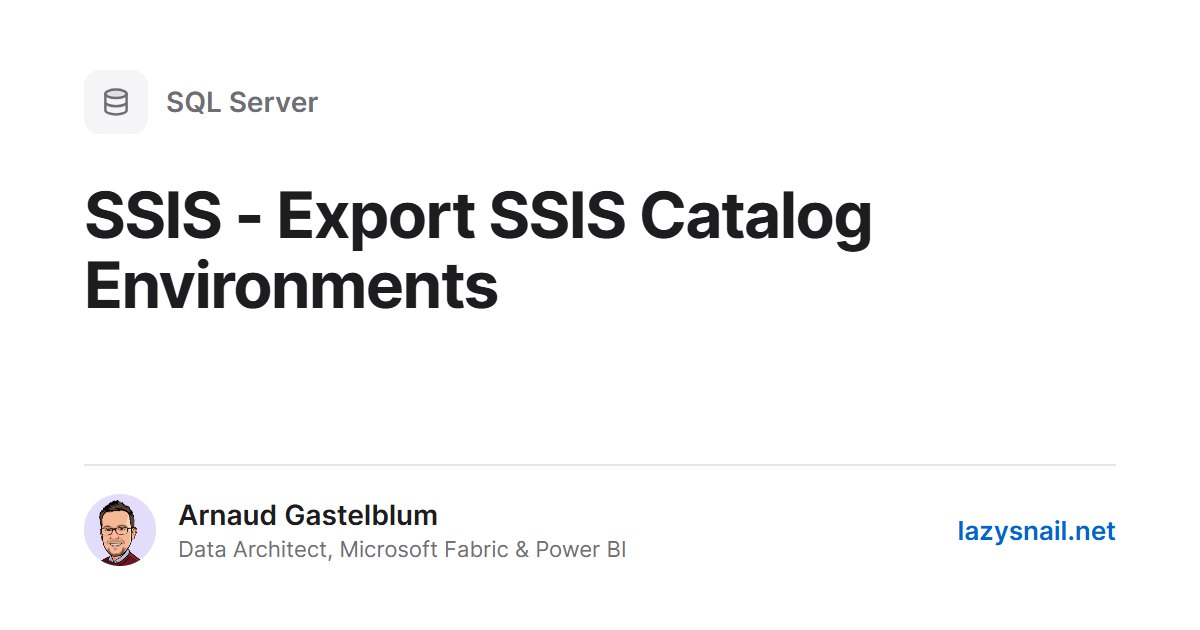 SQL Server
SSIS - Export SSIS Catalog
Environments
Arnaud Gastelblum
Data Architect, Microsoft Fabric & Power BI
lazysnail.net